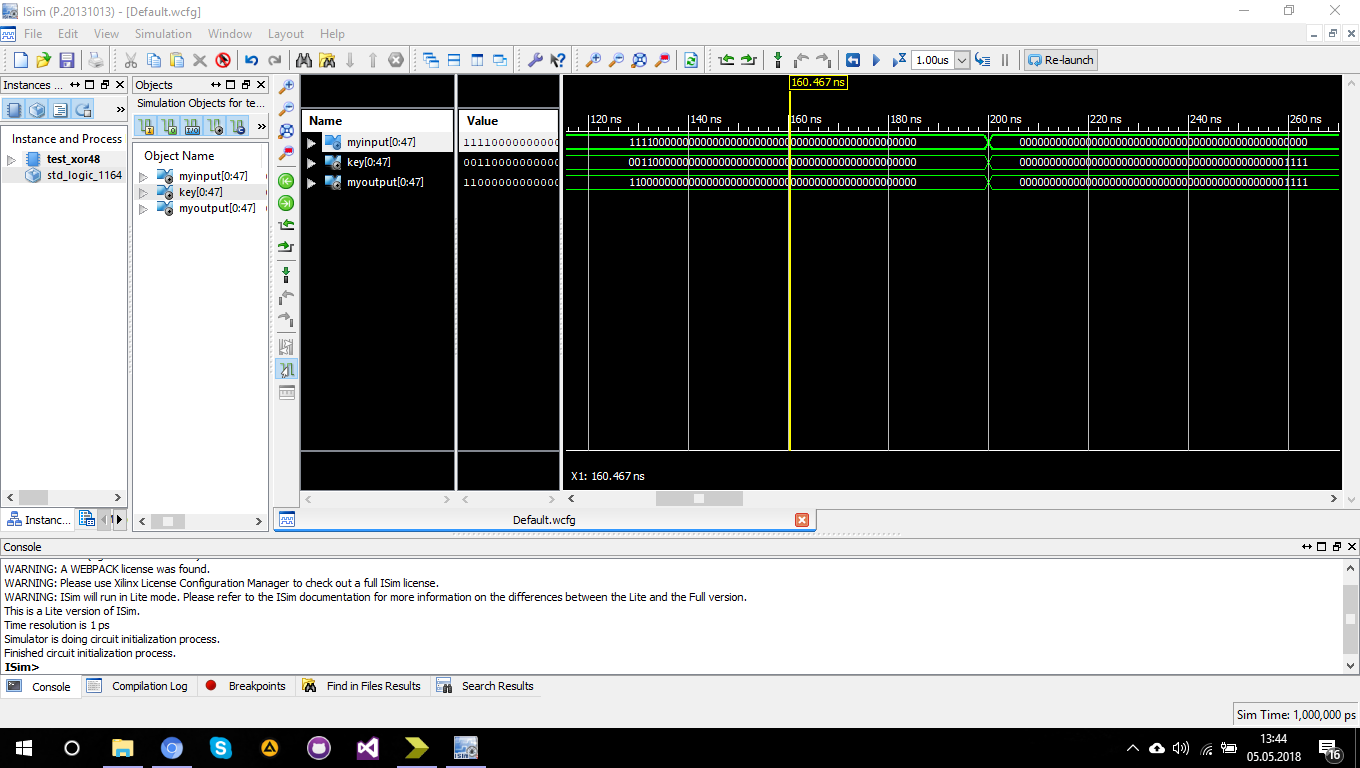 ISim (P.20131013) - [Default.wcfg]
File Edit View Simulation Window Layout Help
1.00us
Re-launch
Instances ...
Objects
Simulation Objects for te...
Instance and Process
test_xor48
std_logic_1164
Object Name
myinput[0:47]
key[0:47]
myoutput[0:47]
Name
Value
myinput[0:47]
11110000000000
key[0:47]
00110000000000
myoutput[0:47]
11000000000000
160.467 ns
120 ns 140 ns 160 ns 180 ns 200 ns 220 ns 240 ns 260 ns
111100000000000000000000000000000000000000000000 000000000000000000000000000000000000000000000000
001100000000000000000000000000000000000000000000 000000000000000000000000000000000000000000001111
110000000000000000000000000000000000000000000000 000000000000000000000000000000000000000000001111
X1: 160.467 ns
Instanc...
Default.wcfg
Console
WARNING: A WEBPACK license was found.
WARNING: Please use Xilinx License Configuration Manager to check out a full ISim license.
WARNING: ISim will run in Lite mode. Please refer to the ISim documentation for more information on the differences between the Lite and the Full version.
This is a Lite version of ISim.
Time resolution is 1 ps
Simulator is doing circuit initialization process.
Finished circuit initialization process.
ISim>
Console Compilation Log Breakpoints Find in Files Results Search Results
Sim Time: 1,000,000 ps
13:44
05.05.2018
16